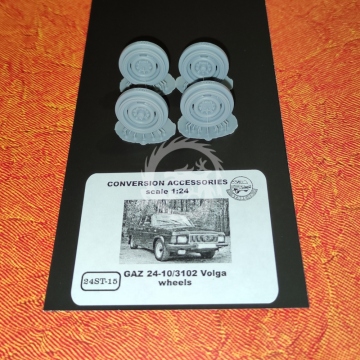 CONVERSION ACCESSORIES
scale 1:24
GAZ 24-10/3102 Volga
24ST-15
wheels